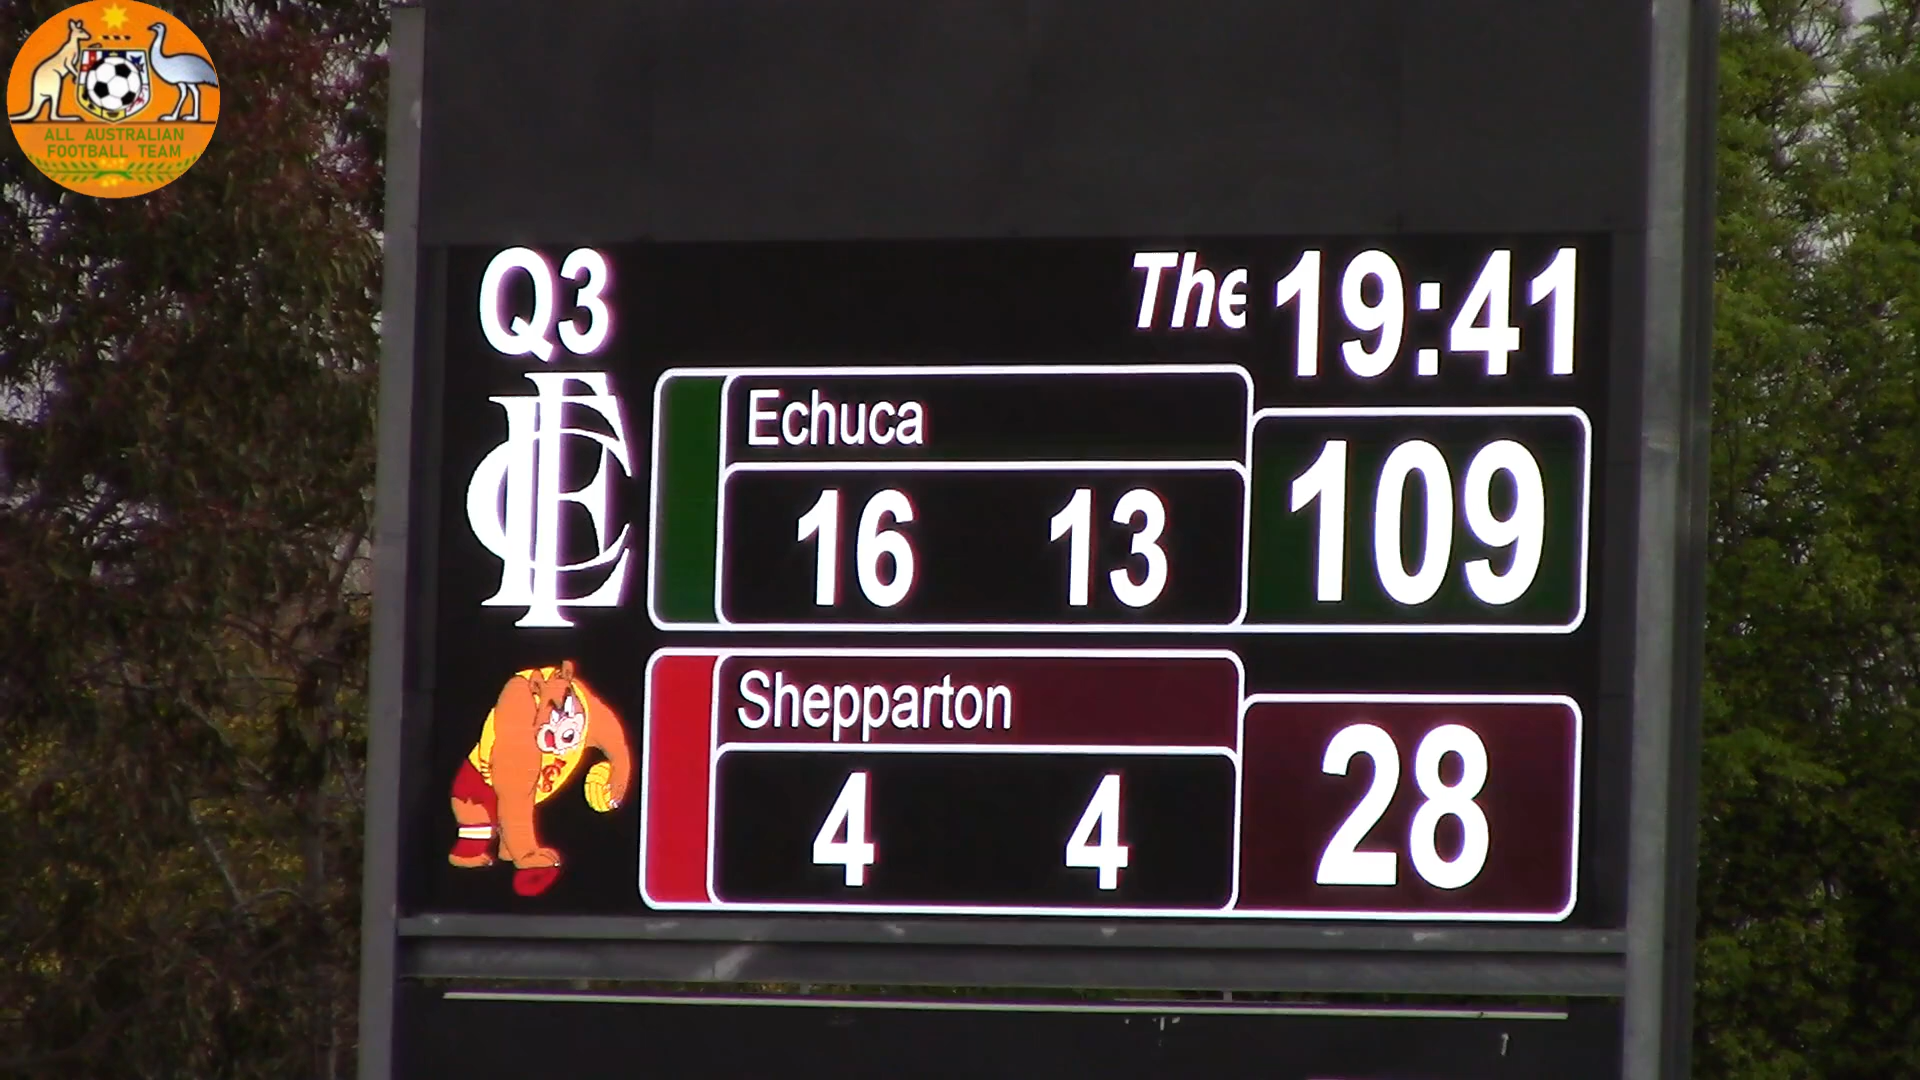 ALL AUSTRALIAN
FOOTBALL TEAM
Q3
The
19:41
Echuca
16 13
109
Shepparton
4 4
28